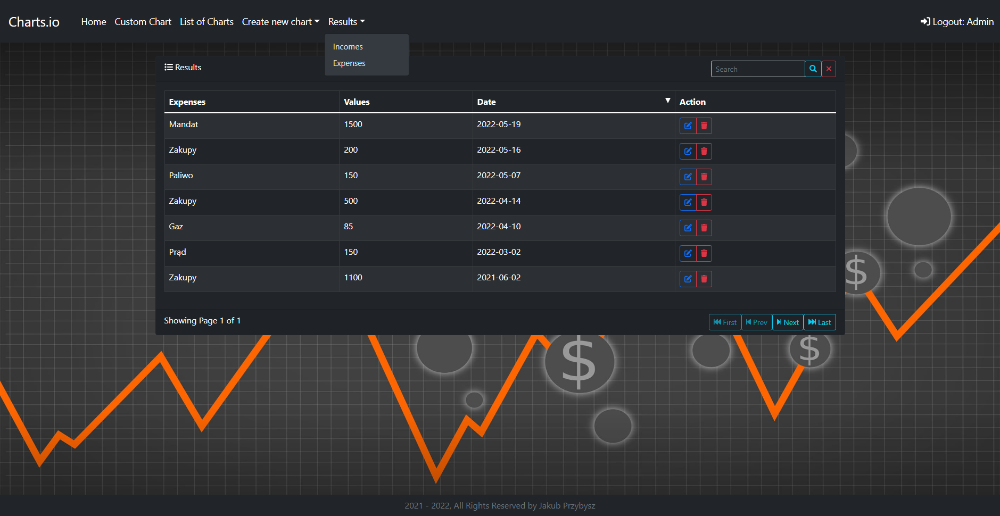 Charts.io Home Custom Chart List of Charts Create new chart Results Logout: Admin
Incomes
Expenses
Results Search
Expenses Values Date ▼ Action
Mandat 1500 2022-05-19
Zakupy 200 2022-05-16
Paliwo 150 2022-05-07
Zakupy 500 2022-04-14
Gaz 85 2022-04-10
Prąd 150 2022-03-02
Zakupy 1100 2021-06-02
Showing Page 1 of 1 First Prev Next Last
$
$
$
2021 - 2022, All Rights Reserved by Jakub Przybysz